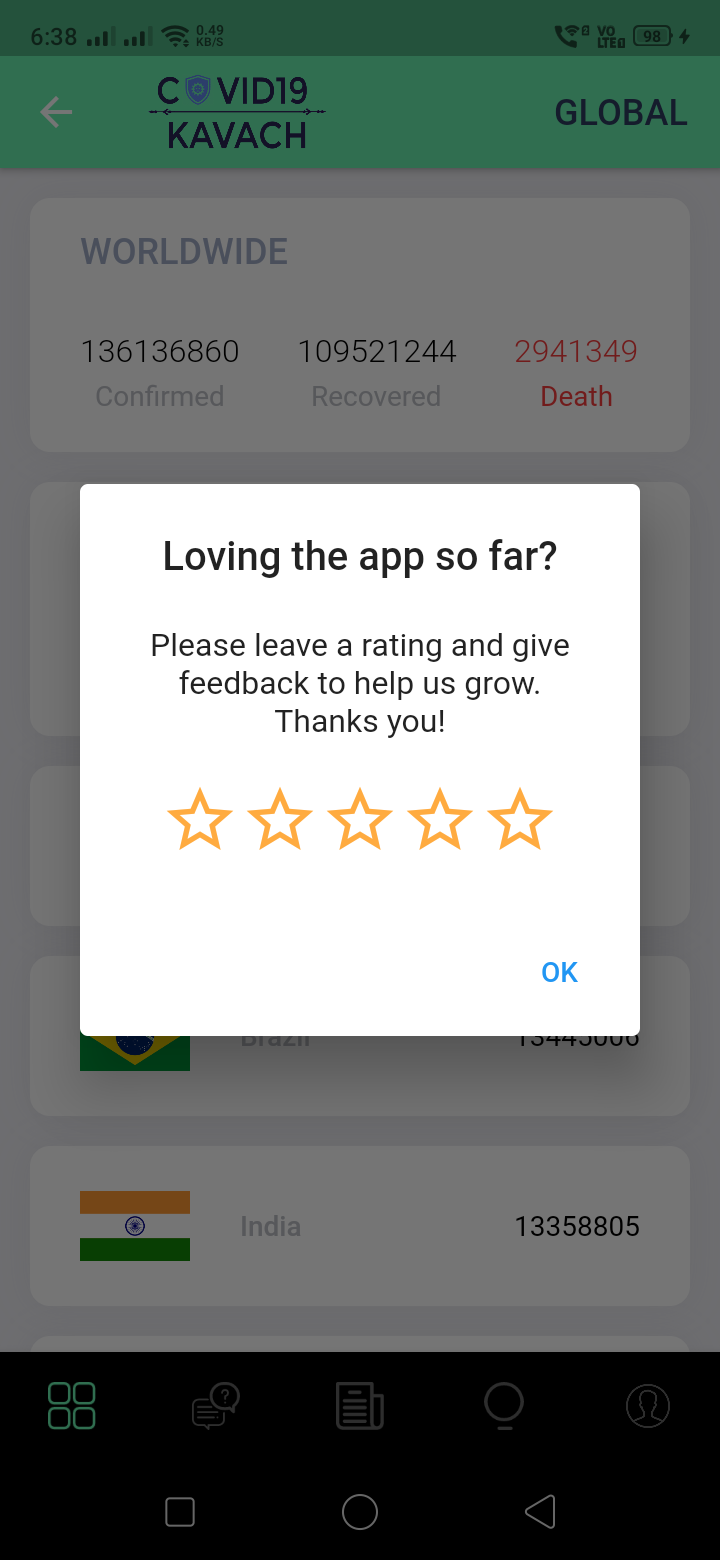 6:38 0.49 KB/S VO LTE 98
COVID19
KAVACH
GLOBAL
WORLDWIDE
136136860 109521244 2941349
Confirmed Recovered Death
Loving the app so far?
Please leave a rating and give
feedback to help us grow.
Thanks you!
OK
Brazil 13445006
India 13358805